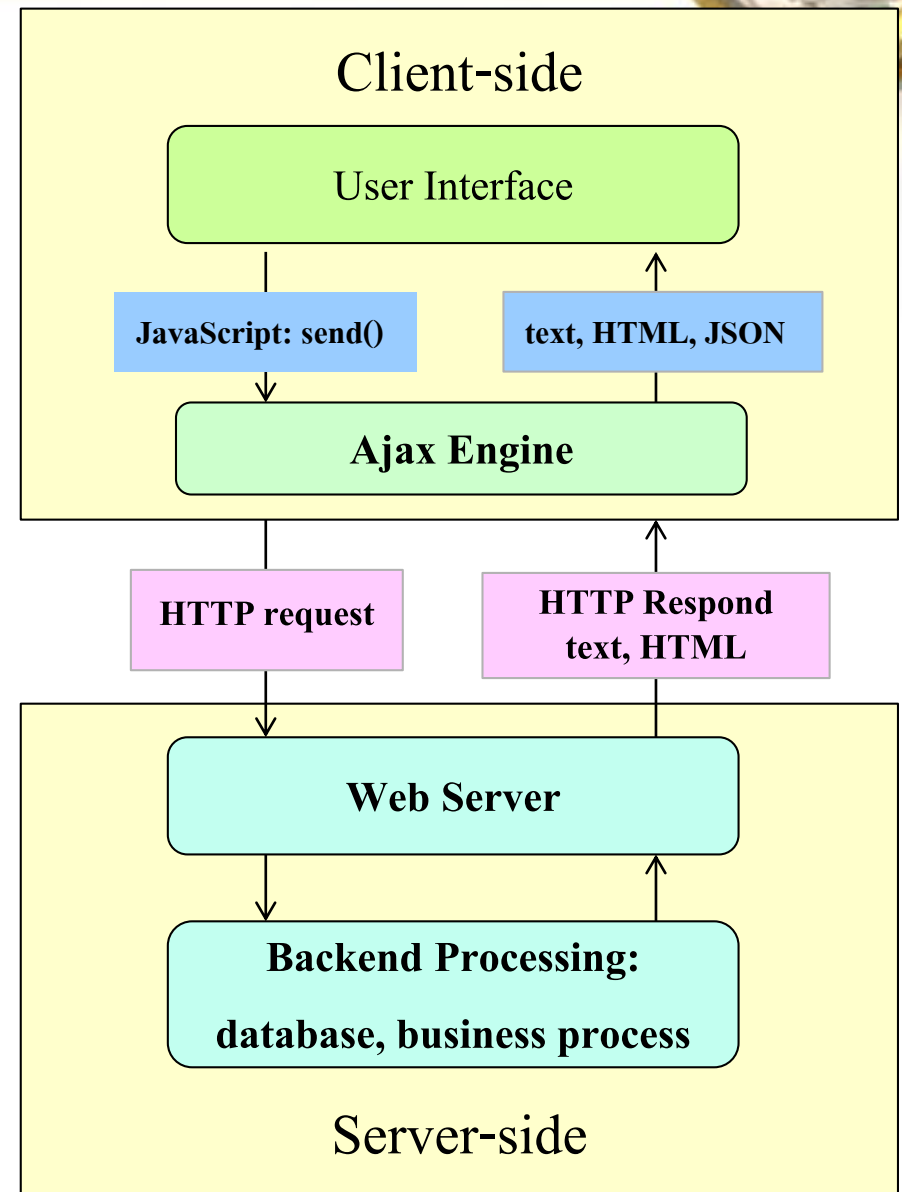 Client-side
User Interface
JavaScript: send()
text, HTML, JSON
Ajax Engine
HTTP request
HTTP Respond
text, HTML
Web Server
Backend Processing:
database, business process
Server-side